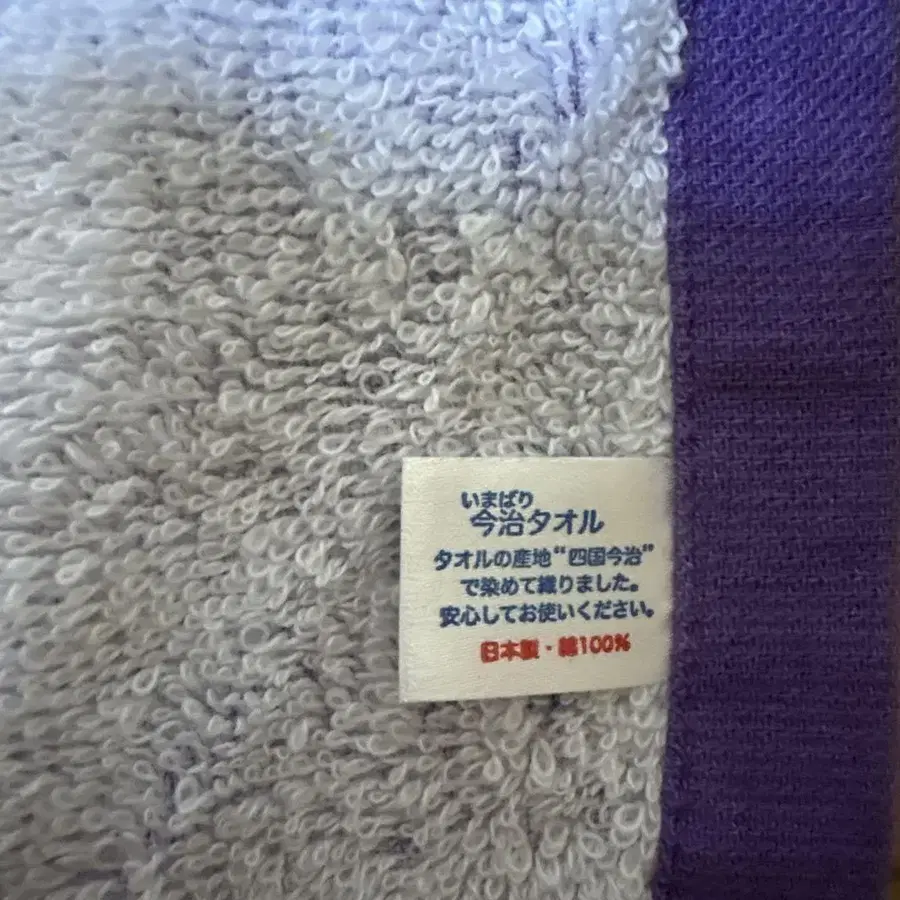 いまばり
今治タオル
タオルの産地“四国今治”
で染めて織りました。
安心してお使いください。
日本製・綿100%